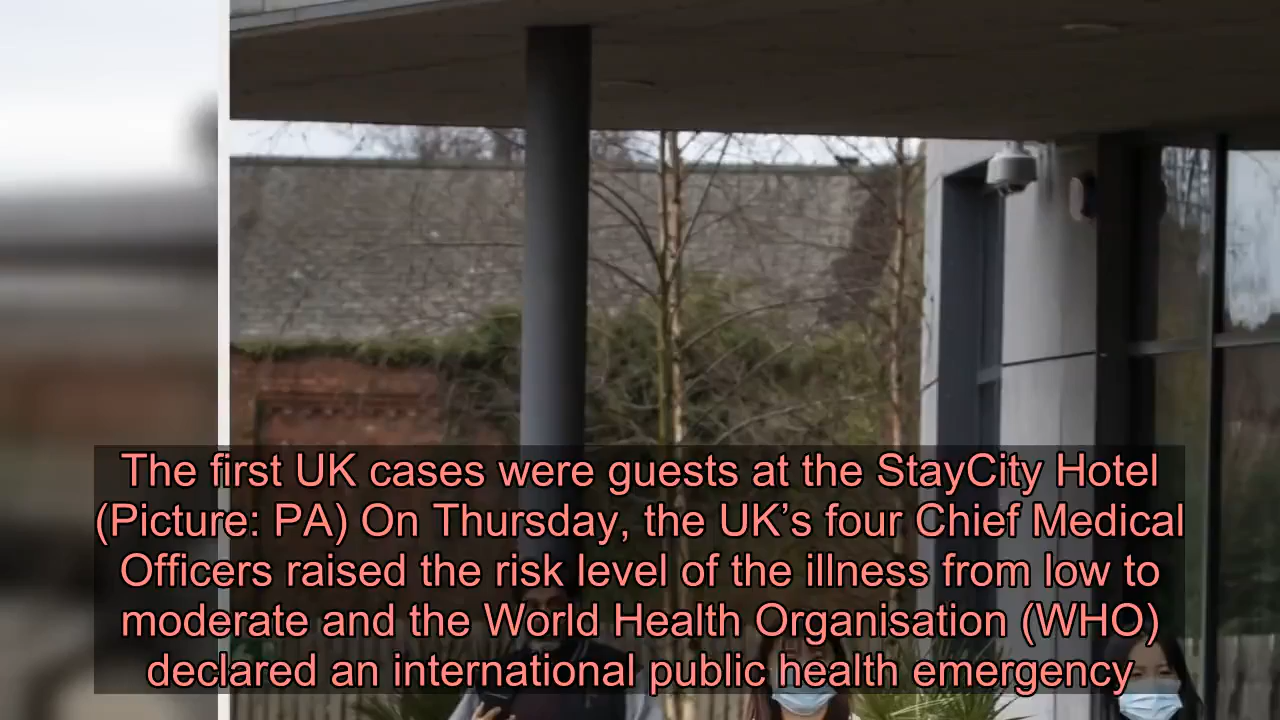 The first UK cases were guests at the StayCity Hotel
(Picture: PA) On Thursday, the UK’s four Chief Medical
Officers raised the risk level of the illness from low to
moderate and the World Health Organisation (WHO)
declared an international public health emergency